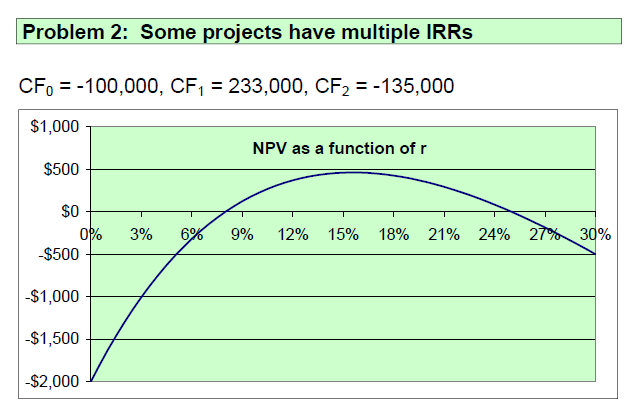 Problem 2:  Some projects have multiple IRRs
CF₀ = -100,000, CF₁ = 233,000, CF₂ = -135,000
NPV as a function of r
$1,000
$500
$0
-$500
-$1,000
-$1,500
-$2,000
0% 3% 6% 9% 12% 15% 18% 21% 24% 27% 30%